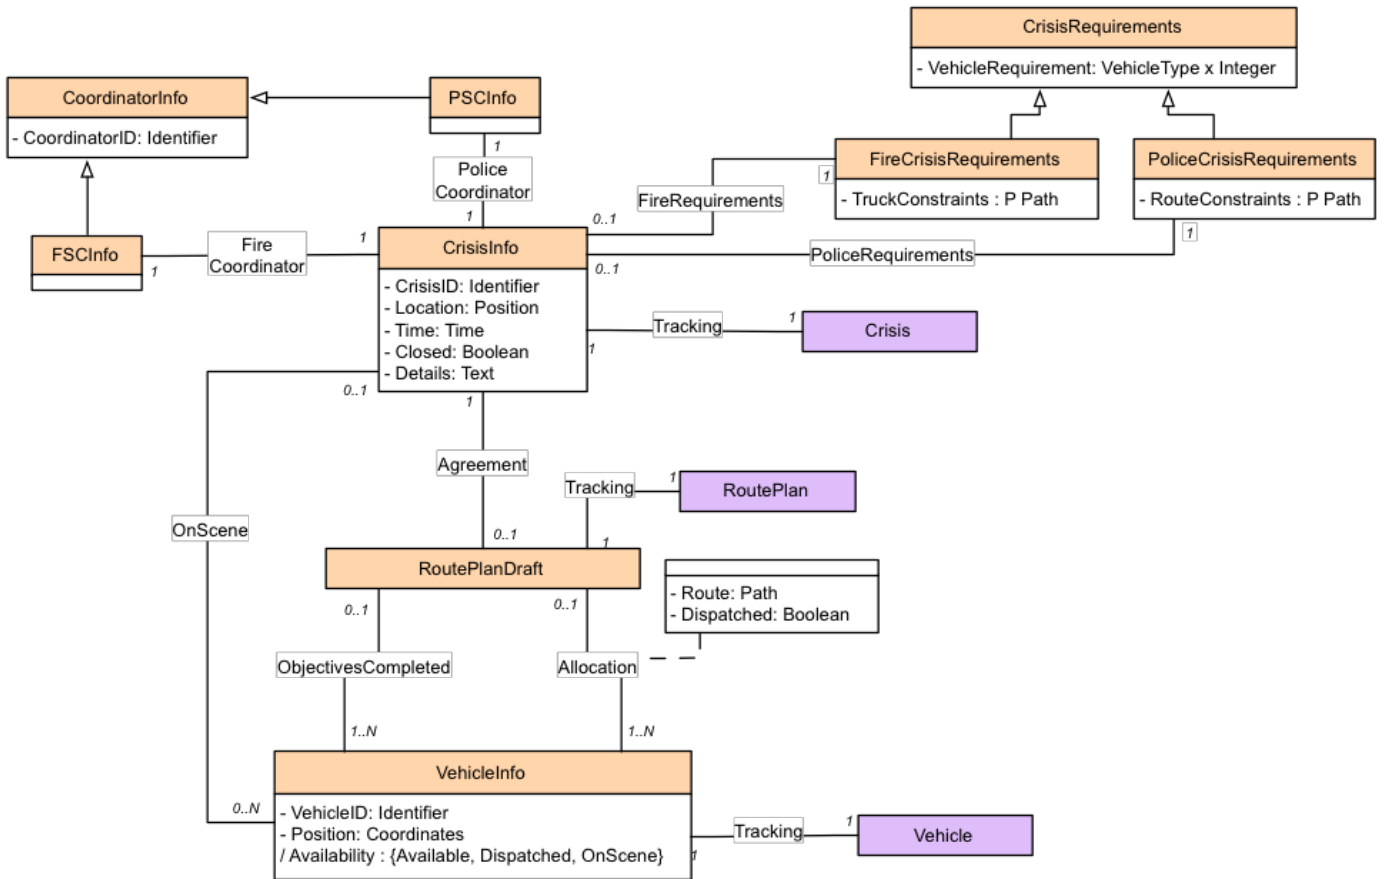 CrisisRequirements
- VehicleRequirement: VehicleType x Integer
CoordinatorInfo
- CoordinatorID: Identifier
PSCInfo
1
Police
Coordinator
1
FireCrisisRequirements
- TruckConstraints : P Path
1
PoliceCrisisRequirements
- RouteConstraints : P Path
1
FireRequirements
0..1
PoliceRequirements
0..1
FSCInfo
1
Fire
Coordinator
1
CrisisInfo
- CrisisID: Identifier
- Location: Position
- Time: Time
- Closed: Boolean
- Details: Text
Tracking
1
1
Crisis
0..1
1
Agreement
0..1
OnScene
Tracking
1
1
RoutePlan
RoutePlanDraft
- Route: Path
- Dispatched: Boolean
0..1
0..1
ObjectivesCompleted
Allocation
1..N
1..N
VehicleInfo
- VehicleID: Identifier
- Position: Coordinates
/ Availability : {Available, Dispatched, OnScene}
0..N
Tracking
1
1
Vehicle